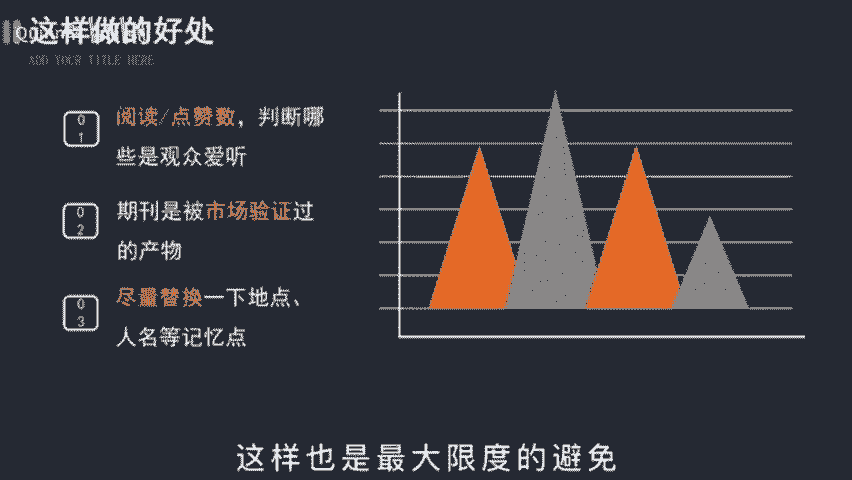 这样做的好处
ADD YOUR TITLE HERE
01
阅读/点赞数，判断哪
些是观众爱听
02
期刊是被市场验证过
的产物
03
尽量替换一下地点、
人名等记忆点
这样也是最大限度的避免